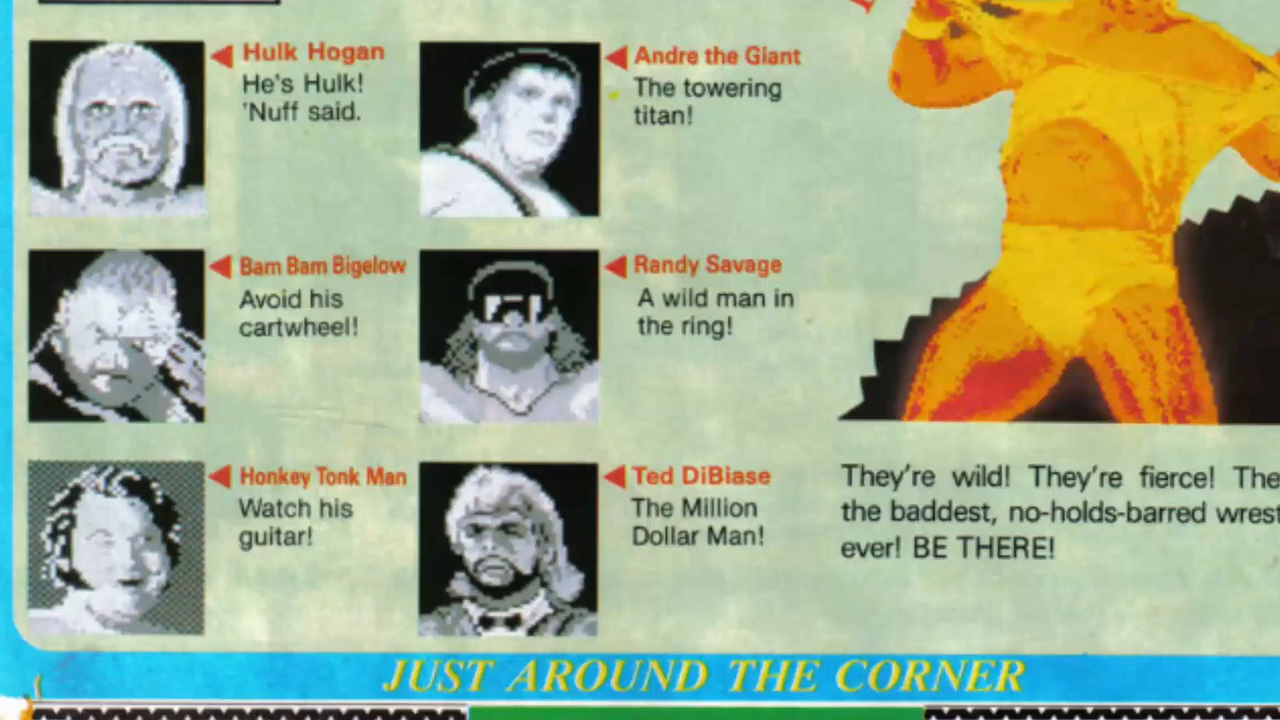 Hulk Hogan
He's Hulk!
'Nuff said.
Andre the Giant
The towering
titan!
Bam Bam Bigelow
Avoid his
cartwheel!
Randy Savage
A wild man in
the ring!
Honkey Tonk Man
Watch his
guitar!
Ted DiBiase
The Million
Dollar Man!
They're wild! They're fierce! The
the baddest, no-holds-barred wrest
ever! BE THERE!
JUST AROUND THE CORNER